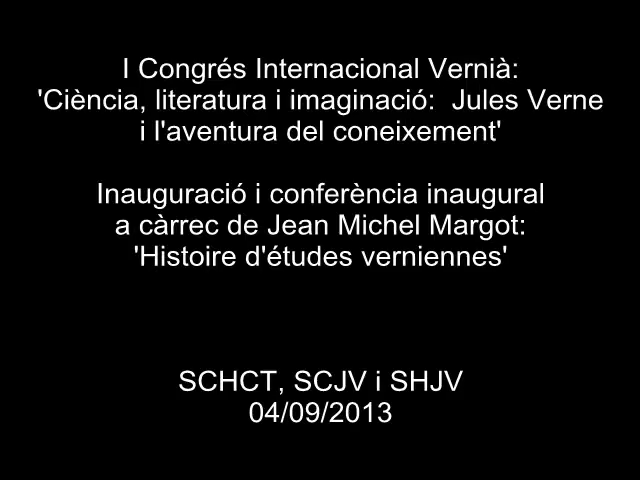 I Congrés Internacional Vernià:
'Ciència, literatura i imaginació:  Jules Verne
i l'aventura del coneixement'
Inauguració i conferència inaugural
a càrrec de Jean Michel Margot:
'Histoire d'études verniennes'
SCHCT, SCJV i SHJV
04/09/2013